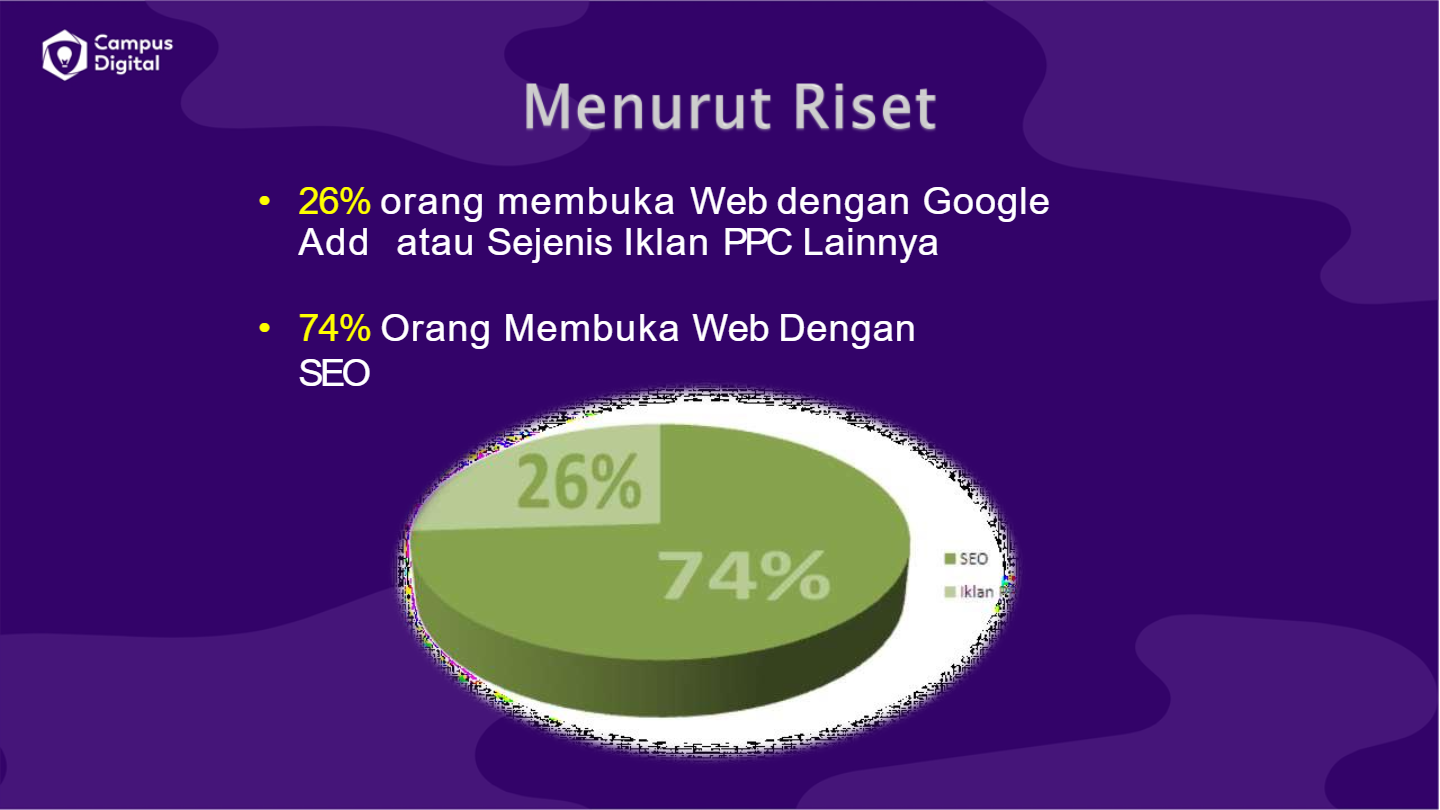 Campus
Digital
Menurut Riset
• 26% orang membuka Web dengan Google
Add atau Sejenis Iklan PPC Lainnya
• 74% Orang Membuka Web Dengan
SEO
26%
74%
SEO
Iklan